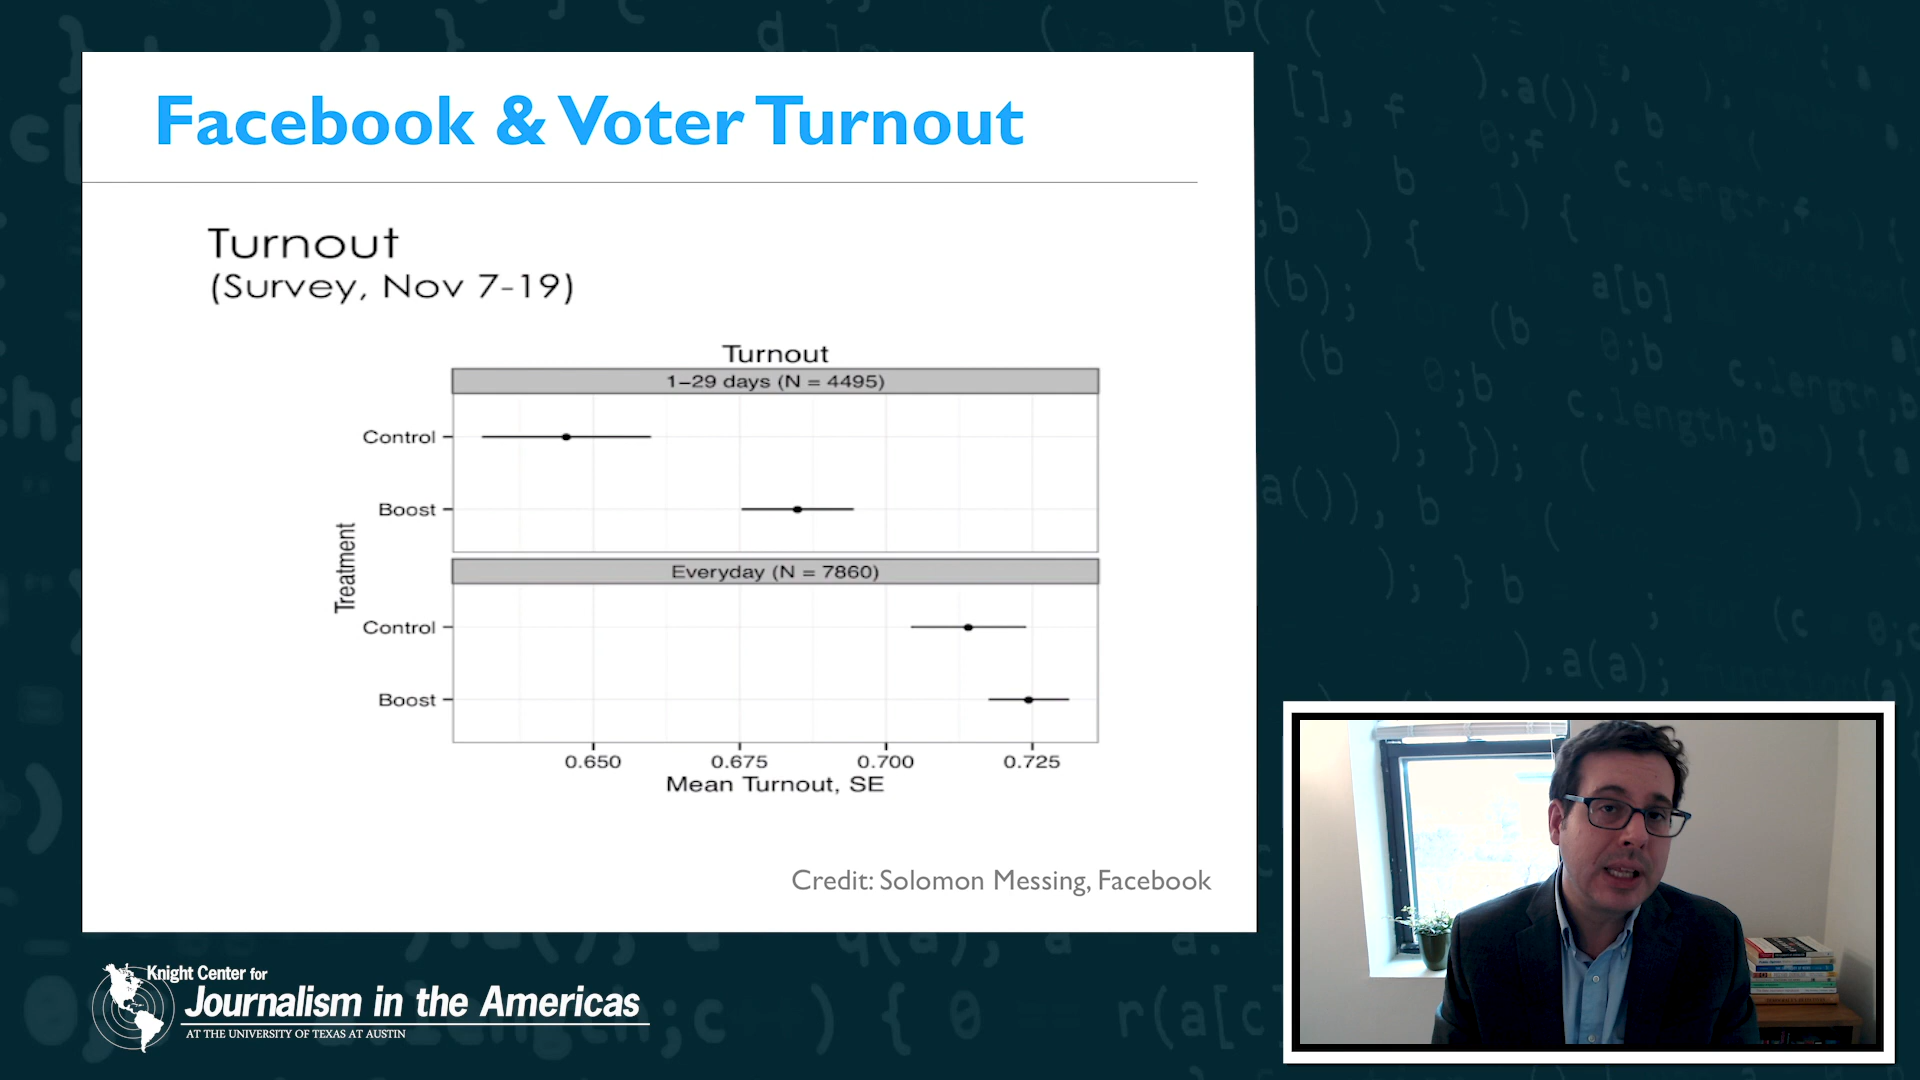 Facebook & Voter Turnout
Turnout
(Survey, Nov 7-19)
Turnout
1–29 days (N = 4495)
Control
Boost
Treatment
Everyday (N = 7860)
Control
Boost
0.650 0.675 0.700 0.725
Mean Turnout, SE
Credit: Solomon Messing, Facebook
Knight Center for
Journalism in the Americas
AT THE UNIVERSITY OF TEXAS AT AUSTIN